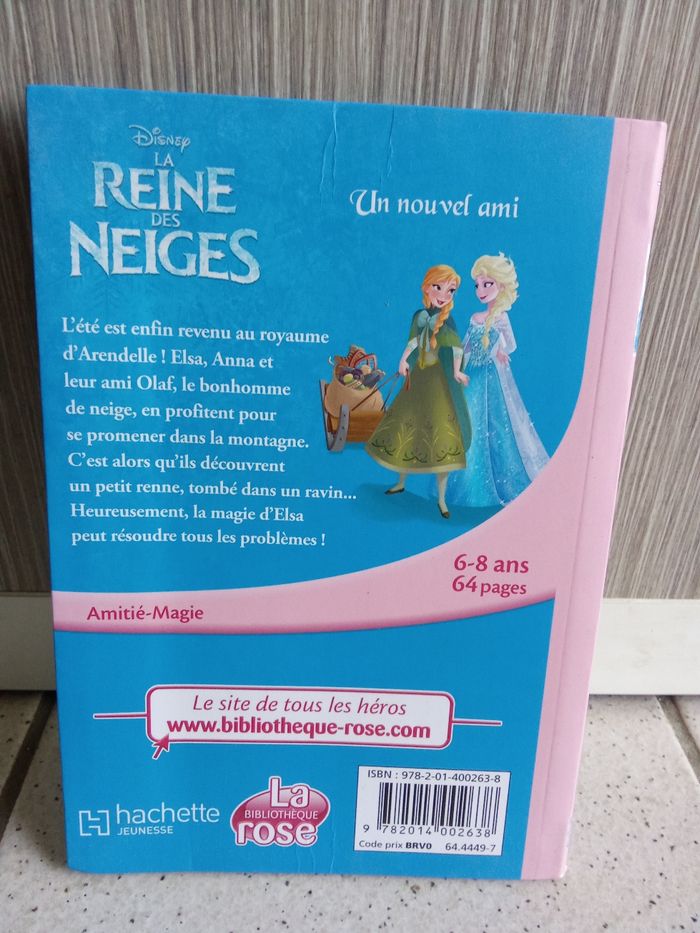 Disney
LA
REINE
DES
NEIGES
Un nouvel ami
L'été est enfin revenu au royaume
d'Arendelle ! Elsa, Anna et
leur ami Olaf, le bonhomme
de neige, en profitent pour
se promener dans la montagne.
C'est alors qu'ils découvrent
un petit renne, tombé dans un ravin...
Heureusement, la magie d'Elsa
peut résoudre tous les problèmes !
6-8 ans
64 pages
Amitié-Magie
Le site de tous les héros
www.bibliotheque-rose.com
hachette
JEUNESSE
La
BIBLIOTHÈQUE
rose
ISBN : 978-2-01-400263-8
9 782014 002638
Code prix BRV0 64.4449-7